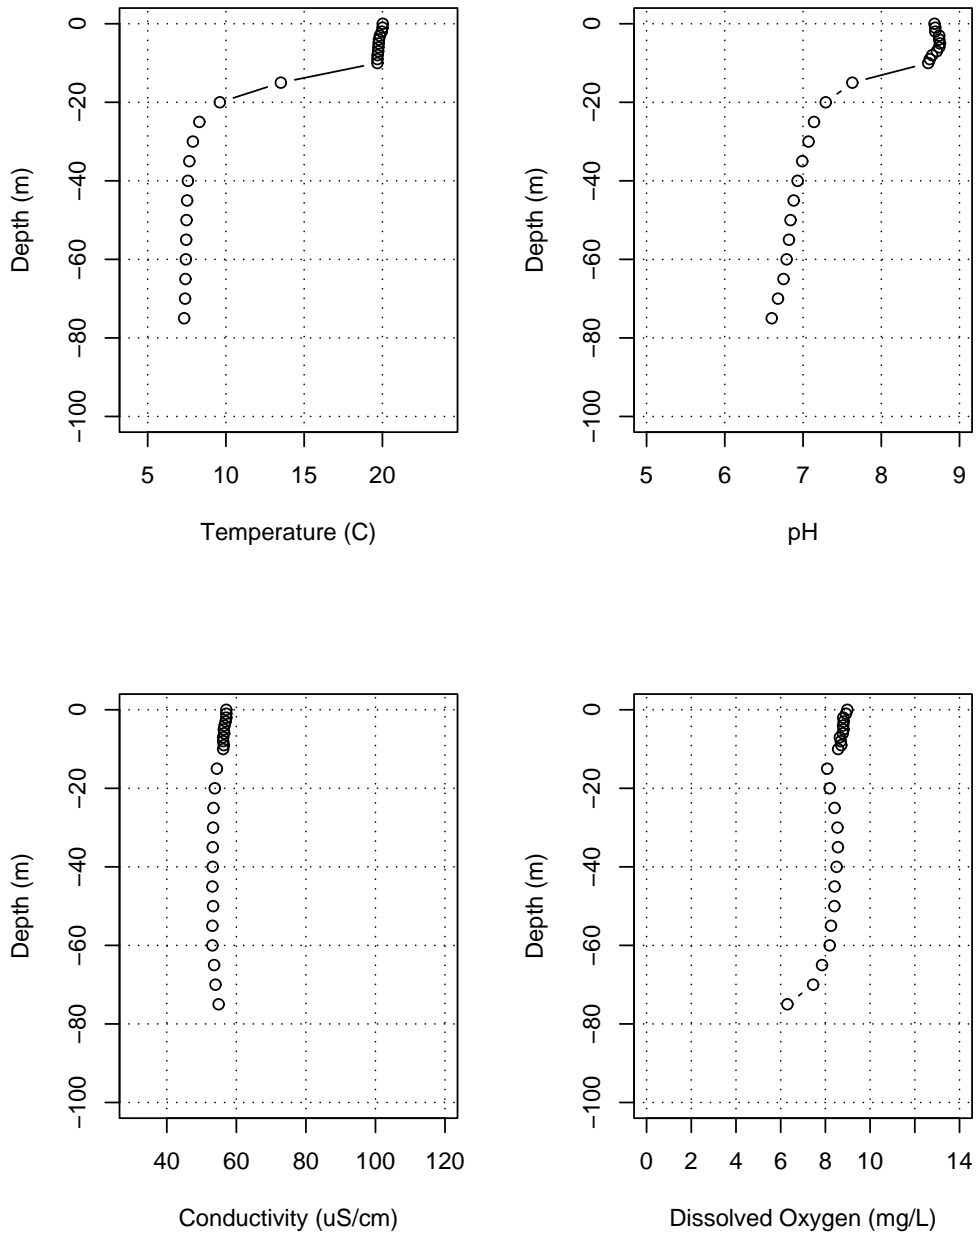 0
−20
−40
−60
−80
−100
Depth (m)
5 10 15 20
Temperature (C)
0
−20
−40
−60
−80
−100
Depth (m)
5 6 7 8 9
pH
0
−20
−40
−60
−80
−100
Depth (m)
40 60 80 100 120
Conductivity (uS/cm)
0
−20
−40
−60
−80
−100
Depth (m)
0 2 4 6 8 10 14
Dissolved Oxygen (mg/L)